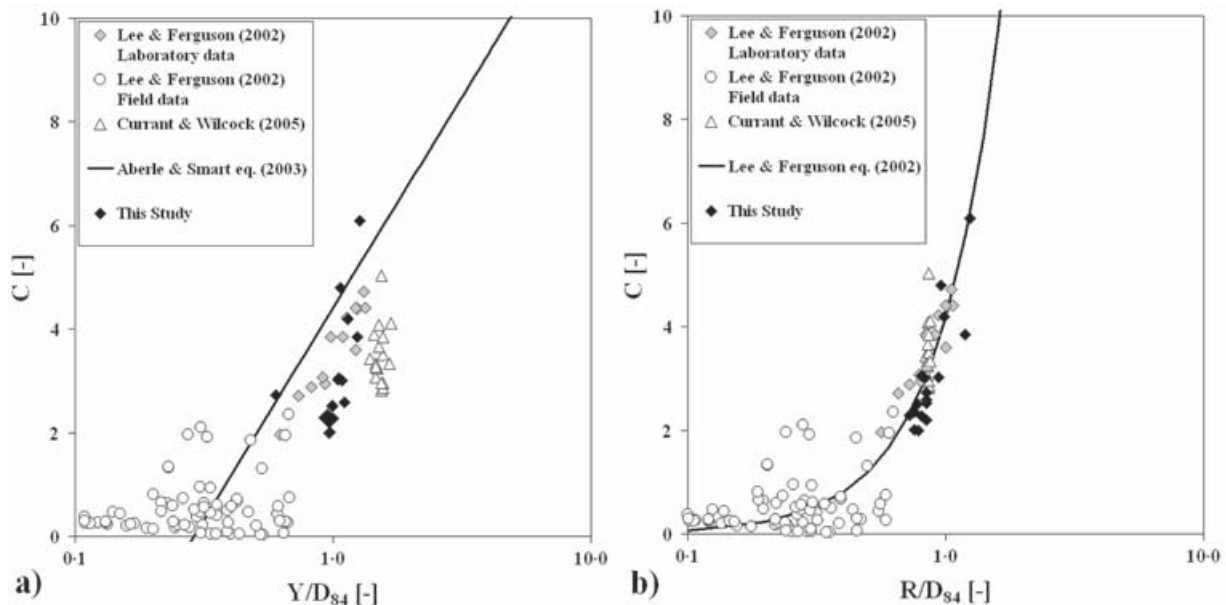 10
8
6
4
2
0
C [-]
Lee & Ferguson (2002)
Laboratory data
Lee & Ferguson (2002)
Field data
Currant & Wilcock (2005)
Aberle & Smart eq. (2003)
This Study
0·1
1·0
10·0
a)
Y/D84 [-]
10
8
6
4
2
0
C [-]
Lee & Ferguson (2002)
Laboratory data
Lee & Ferguson (2002)
Field data
Currant & Wilcock (2005)
Lee & Ferguson eq. (2002)
This Study
0·1
1·0
10·0
b)
R/D84 [-]